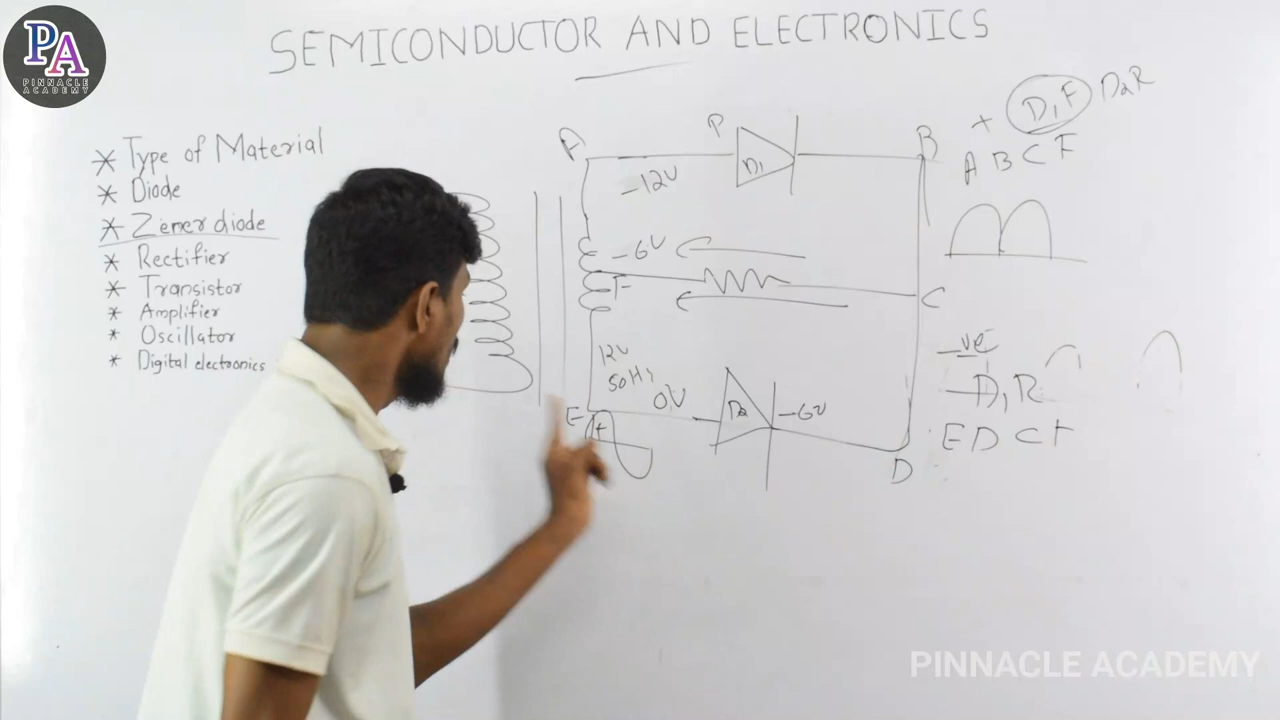 PA
PINNACLE
ACADEMY
SEMICONDUCTOR AND ELECTRONICS
* Type of Material
* Diode
* Zener diode
* Rectifier
* Transistor
* Amplifier
* Oscillator
* Digital electronics
A
P
D1
B
-12V
-6V
F
C
12V
50Hz
0V
E
+
D2
-6V
D
+ D1F D2R
A B C F
-ve
D1R
E D C F
PINNACLE ACADEMY